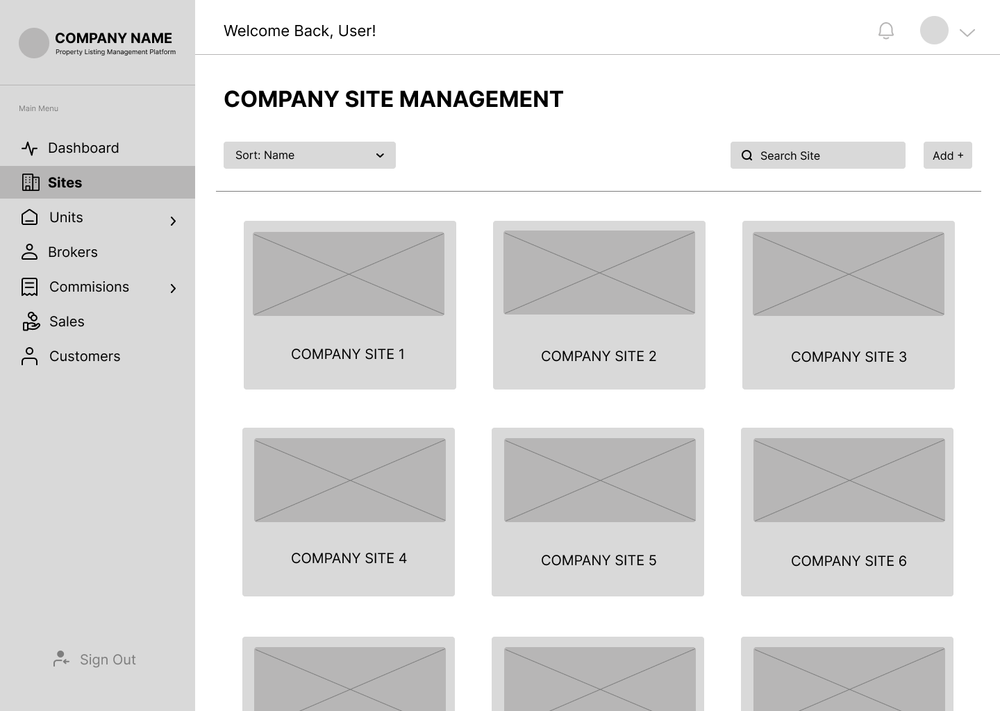 COMPANY NAME
Property Listing Management Platform
Main Menu
Dashboard
Sites
Units
Brokers
Commisions
Sales
Customers
Sign Out
Welcome Back, User!
COMPANY SITE MANAGEMENT
Sort: Name
Search Site
Add +
COMPANY SITE 1
COMPANY SITE 2
COMPANY SITE 3
COMPANY SITE 4
COMPANY SITE 5
COMPANY SITE 6